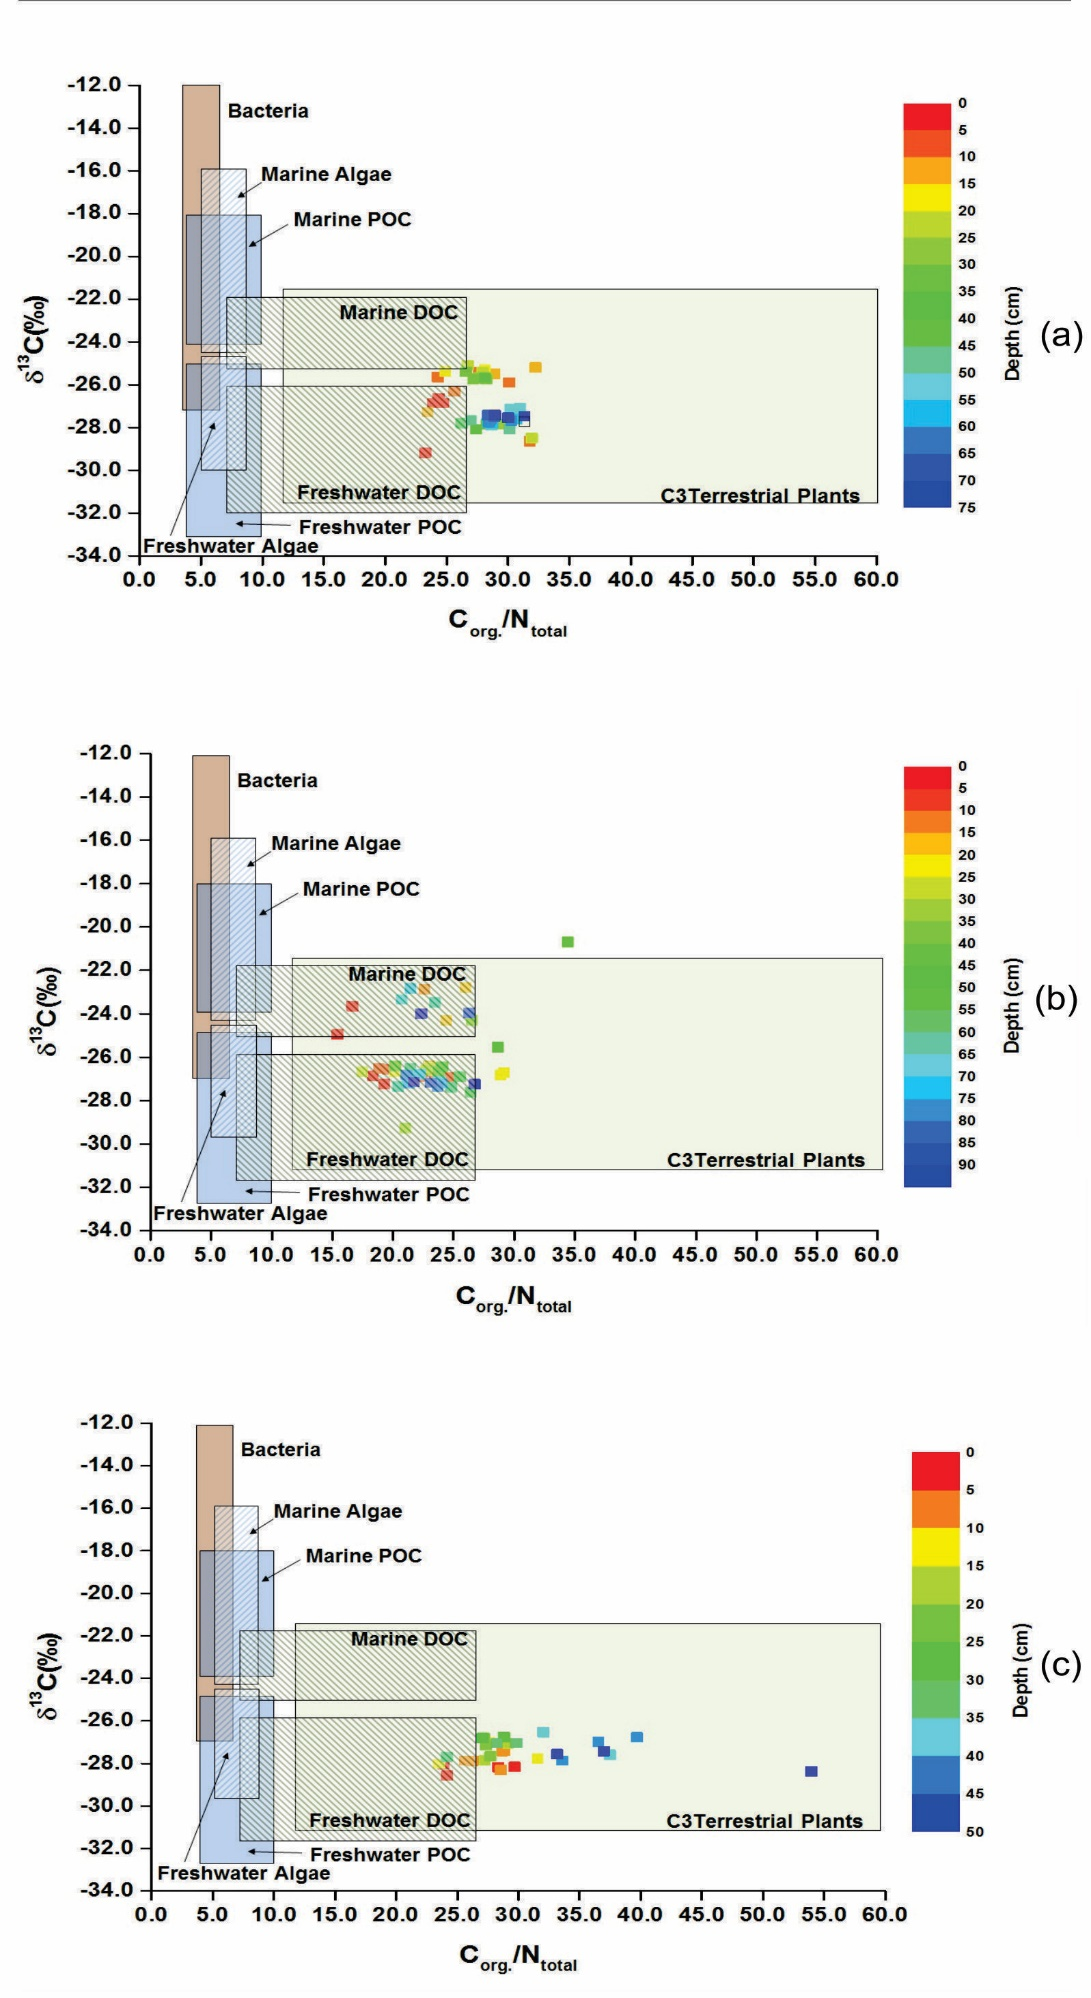 -12.0
Bacteria
-14.0
-16.0
Marine Algae
-18.0
Marine POC
-20.0
-22.0
Marine DOC
-24.0
-26.0
-28.0
-30.0
Freshwater DOC
C3Terrestrial Plants
-32.0
Freshwater POC
Freshwater Algae
-34.0
δ13C(‰)
0.0 5.0 10.0 15.0 20.0 25.0 30.0 35.0 40.0 45.0 50.0 55.0 60.0
Corg./Ntotal
0
5
10
15
20
25
30
35
40
45
50
55
60
65
70
75
Depth (cm)
(a)
-12.0
Bacteria
-14.0
-16.0
Marine Algae
-18.0
Marine POC
-20.0
-22.0
Marine DOC
-24.0
-26.0
-28.0
-30.0
Freshwater DOC
C3Terrestrial Plants
-32.0
Freshwater POC
Freshwater Algae
-34.0
δ13C(‰)
0.0 5.0 10.0 15.0 20.0 25.0 30.0 35.0 40.0 45.0 50.0 55.0 60.0
Corg./Ntotal
0
5
10
15
20
25
30
35
40
45
50
55
60
65
70
75
80
85
90
Depth (cm)
(b)
-12.0
Bacteria
-14.0
-16.0
Marine Algae
-18.0
Marine POC
-20.0
-22.0
Marine DOC
-24.0
-26.0
-28.0
-30.0
Freshwater DOC
C3Terrestrial Plants
-32.0
Freshwater POC
Freshwater Algae
-34.0
δ13C(‰)
0.0 5.0 10.0 15.0 20.0 25.0 30.0 35.0 40.0 45.0 50.0 55.0 60.0
Corg./Ntotal
0
5
10
15
20
25
30
35
40
45
50
Depth (cm)
(c)